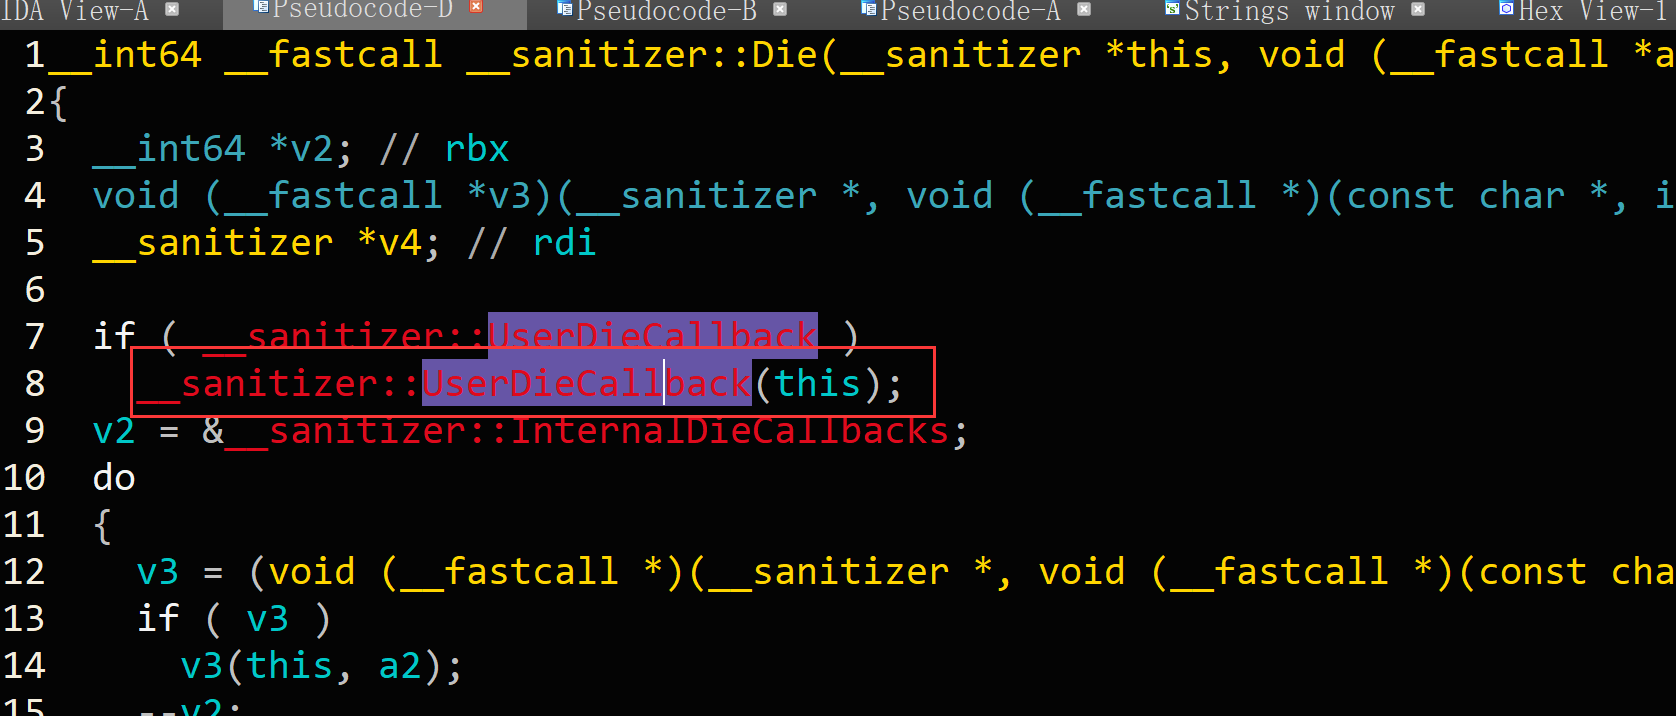 IDA View-A Pseudocode-D Pseudocode-B Pseudocode-A Strings window Hex View-1
1 __int64 __fastcall __sanitizer::Die(__sanitizer *this, void (__fastcall *a
2 {
3 __int64 *v2; // rbx
4 void (__fastcall *v3)(__sanitizer *, void (__fastcall *)(const char *, i
5 __sanitizer *v4; // rdi
6
7 if ( __sanitizer::UserDieCallback )
8 __sanitizer::UserDieCallback(this);
9 v2 = &__sanitizer::InternalDieCallbacks;
10 do
11 {
12 v3 = (void (__fastcall *)(__sanitizer *, void (__fastcall *)(const cha
13 if ( v3 )
14 v3(this, a2);
15 --v2;